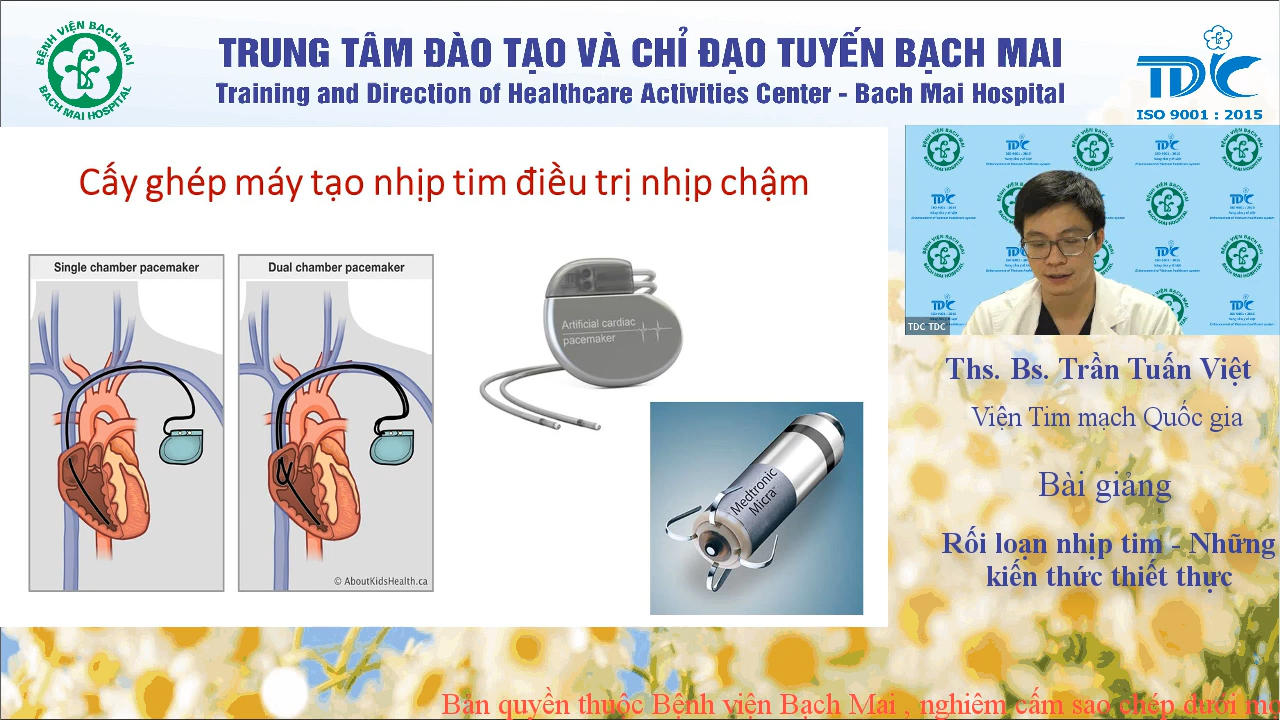 BỆNH VIỆN BẠCH MAI
BACH MAI HOSPITAL
TRUNG TÂM ĐÀO TẠO VÀ CHỈ ĐẠO TUYẾN BẠCH MAI
Training and Direction of Healthcare Activities Center - Bach Mai Hospital
TDC
ISO 9001 : 2015
Cấy ghép máy tạo nhịp tim điều trị nhịp chậm
Single chamber pacemaker
Dual chamber pacemaker
© AboutKidsHealth.ca
Artificial cardiac
pacemaker
Medtronic
Micra
TDC TDC
Ths. Bs. Trần Tuấn Việt
Viện Tim mạch Quốc gia
Bài giảng
Rối loạn nhịp tim - Những
kiến thức thiết thực
Bản quyền thuộc Bệnh viện Bạch Mai , nghiêm cấm sao chép dưới